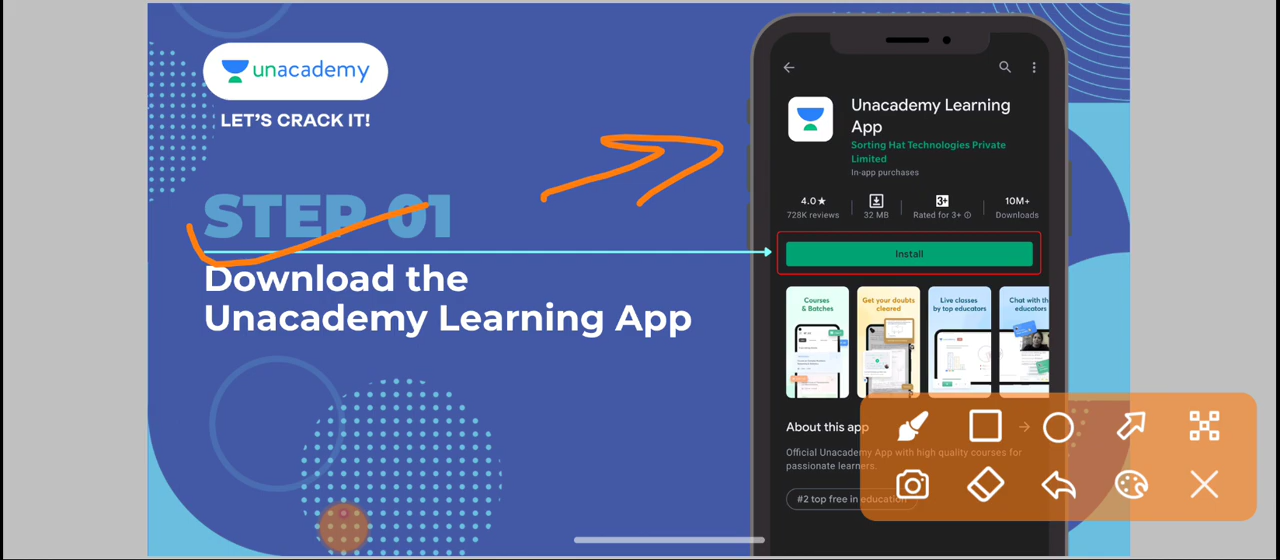 unacademy
LET'S CRACK IT!
STEP 01
Download the
Unacademy Learning App
Unacademy Learning
App
Sorting Hat Technologies Private
Limited
In-app purchases
4.0★
728K reviews
32 MB
3+
Rated for 3+
10M+
Downloads
Install
Courses
& Batches
Get your doubts
cleared
Live classes
by top educators
Chat with th
educators
About this app
Official Unacademy App with high quality courses for
passionate learners.
#2 top free in education